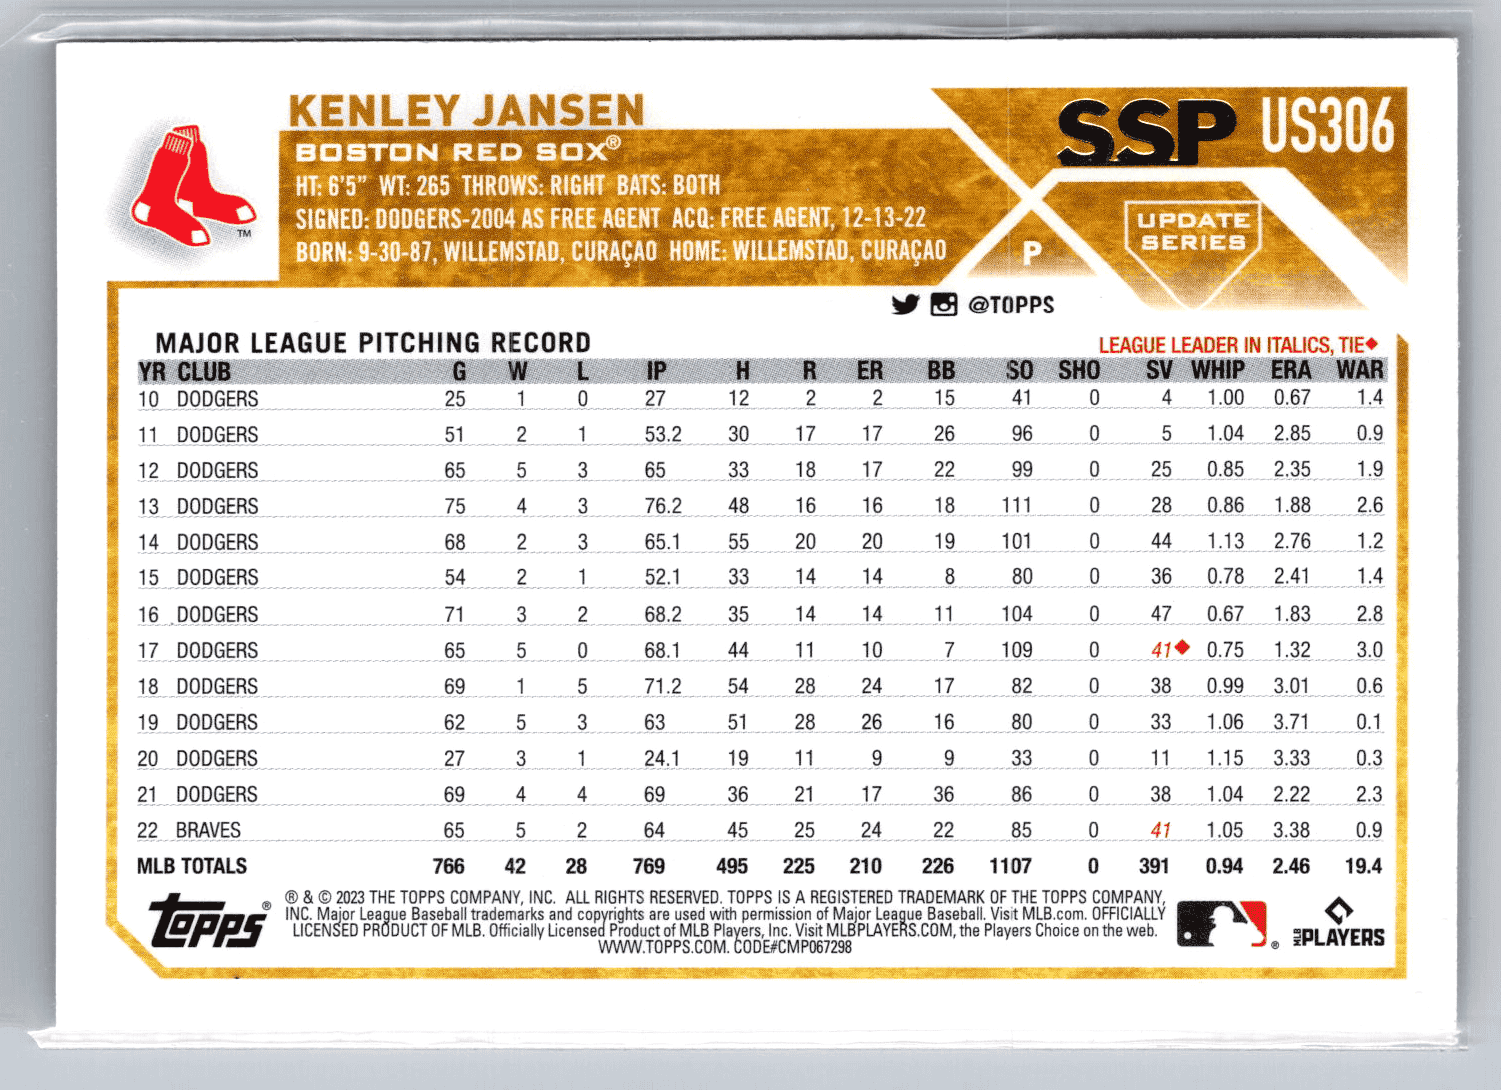 KENLEY JANSEN
SSP US306
BOSTON RED SOX®
HT: 6'5" WT: 265 THROWS: RIGHT BATS: BOTH
SIGNED: DODGERS-2004 AS FREE AGENT ACQ: FREE AGENT, 12-13-22
BORN: 9-30-87, WILLEMSTAD, CURAÇAO HOME: WILLEMSTAD, CURAÇAO
TM
P
UPDATE
SERIES
@TOPPS
MAJOR LEAGUE PITCHING RECORD
LEAGUE LEADER IN ITALICS, TIE◆
YR CLUB G W L IP H R ER BB SO SHO SV WHIP ERA WAR
10 DODGERS 25 1 0 27 12 2 2 15 41 0 4 1.00 0.67 1.4
11 DODGERS 51 2 1 53.2 30 17 17 26 96 0 5 1.04 2.85 0.9
12 DODGERS 65 5 3 65 33 18 17 22 99 0 25 0.85 2.35 1.9
13 DODGERS 75 4 3 76.2 48 16 16 18 111 0 28 0.86 1.88 2.6
14 DODGERS 68 2 3 65.1 55 20 20 19 101 0 44 1.13 2.76 1.2
15 DODGERS 54 2 1 52.1 33 14 14 8 80 0 36 0.78 2.41 1.4
16 DODGERS 71 3 2 68.2 35 14 14 11 104 0 47 0.67 1.83 2.8
17 DODGERS 65 5 0 68.1 44 11 10 7 109 0 41◆ 0.75 1.32 3.0
18 DODGERS 69 1 5 71.2 54 28 24 17 82 0 38 0.99 3.01 0.6
19 DODGERS 62 5 3 63 51 28 26 16 80 0 33 1.06 3.71 0.1
20 DODGERS 27 3 1 24.1 19 11 9 9 33 0 11 1.15 3.33 0.3
21 DODGERS 69 4 4 69 36 21 17 36 86 0 38 1.04 2.22 2.3
22 BRAVES 65 5 2 64 45 25 24 22 85 0 41 1.05 3.38 0.9
MLB TOTALS 766 42 28 769 495 225 210 226 1107 0 391 0.94 2.46 19.4
Topps®
® & © 2023 THE TOPPS COMPANY, INC. ALL RIGHTS RESERVED. TOPPS IS A REGISTERED TRADEMARK OF THE TOPPS COMPANY,
INC. Major League Baseball trademarks and copyrights are used with permission of Major League Baseball. Visit MLB.com. OFFICIALLY
LICENSED PRODUCT OF MLB. Officially Licensed Product of MLB Players, Inc. Visit MLBPLAYERS.COM, the Players Choice on the web.
WWW.TOPPS.COM. CODE#CMP067298
®
MLB PLAYERS